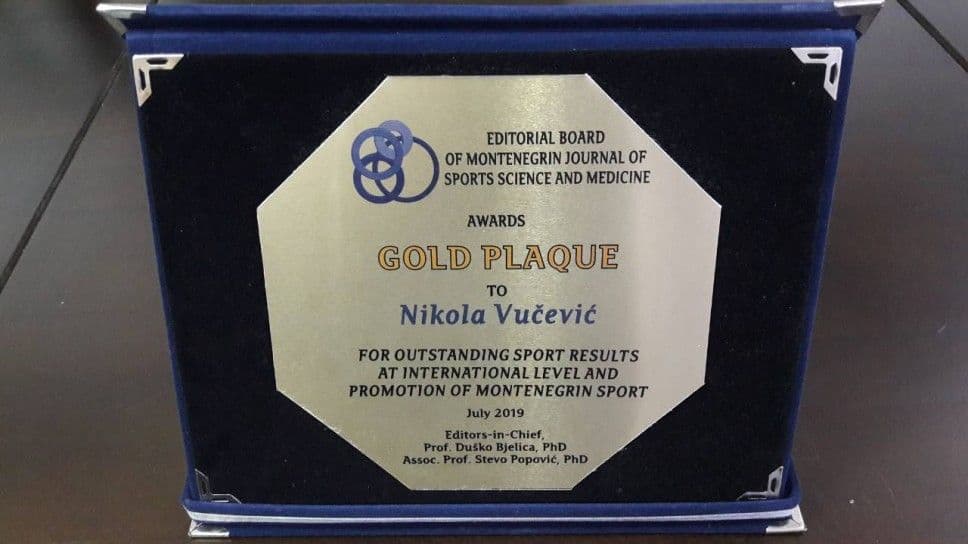 EDITORIAL BOARD
OF MONTENEGRIN JOURNAL OF
SPORTS SCIENCE AND MEDICINE
AWARDS
GOLD PLAQUE
TO
Nikola Vučević
FOR OUTSTANDING SPORT RESULTS
AT INTERNATIONAL LEVEL AND
PROMOTION OF MONTENEGRIN SPORT
July 2019
Editors-in-Chief,
Prof. Duško Bjelica, PhD
Assoc. Prof. Stevo Popović, PhD